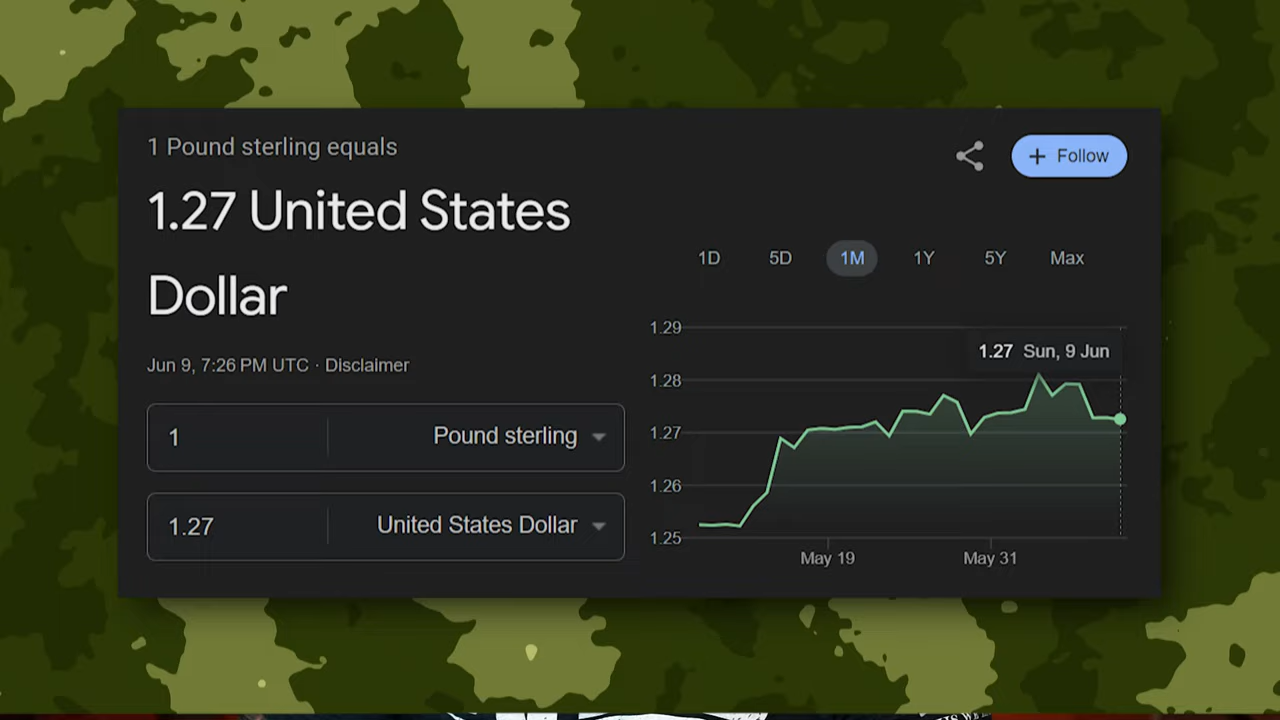 1 Pound sterling equals
1.27 United States
Dollar
Jun 9, 7:26 PM UTC · Disclaimer
1 Pound sterling
1.27 United States Dollar
+ Follow
1D 5D 1M 1Y 5Y Max
1.27 Sun, 9 Jun
1.29
1.28
1.27
1.26
1.25
May 19 May 31